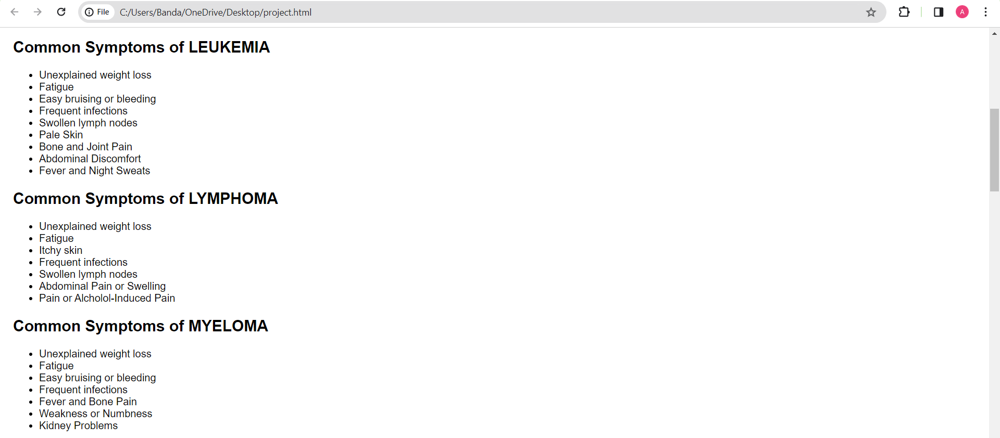 File C:/Users/Banda/OneDrive/Desktop/project.html A
Common Symptoms of LEUKEMIA
• Unexplained weight loss
• Fatigue
• Easy bruising or bleeding
• Frequent infections
• Swollen lymph nodes
• Pale Skin
• Bone and Joint Pain
• Abdominal Discomfort
• Fever and Night Sweats
Common Symptoms of LYMPHOMA
• Unexplained weight loss
• Fatigue
• Itchy skin
• Frequent infections
• Swollen lymph nodes
• Abdominal Pain or Swelling
• Pain or Alcholol-Induced Pain
Common Symptoms of MYELOMA
• Unexplained weight loss
• Fatigue
• Easy bruising or bleeding
• Frequent infections
• Fever and Bone Pain
• Weakness or Numbness
• Kidney Problems